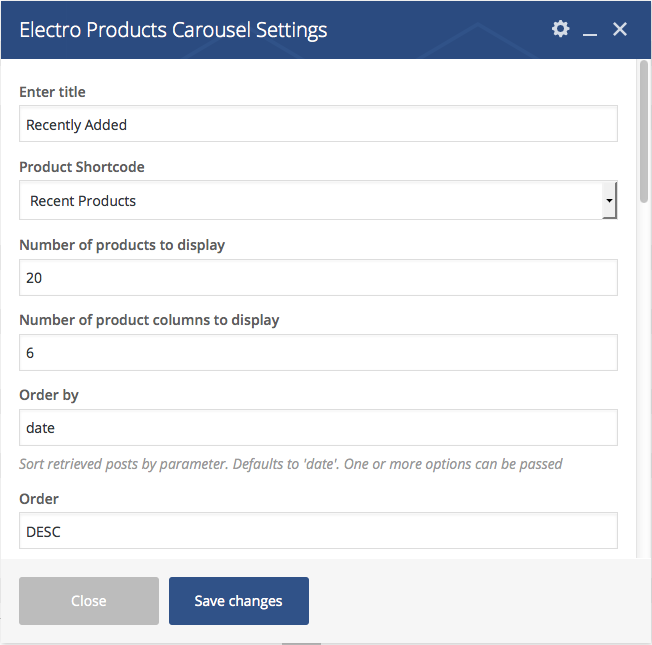 Electro Products Carousel Settings
Enter title
Recently Added
Product Shortcode
Recent Products
Number of products to display
20
Number of product columns to display
6
Order by
date
Sort retrieved posts by parameter. Defaults to 'date'. One or more options can be passed
Order
DESC
Close
Save changes